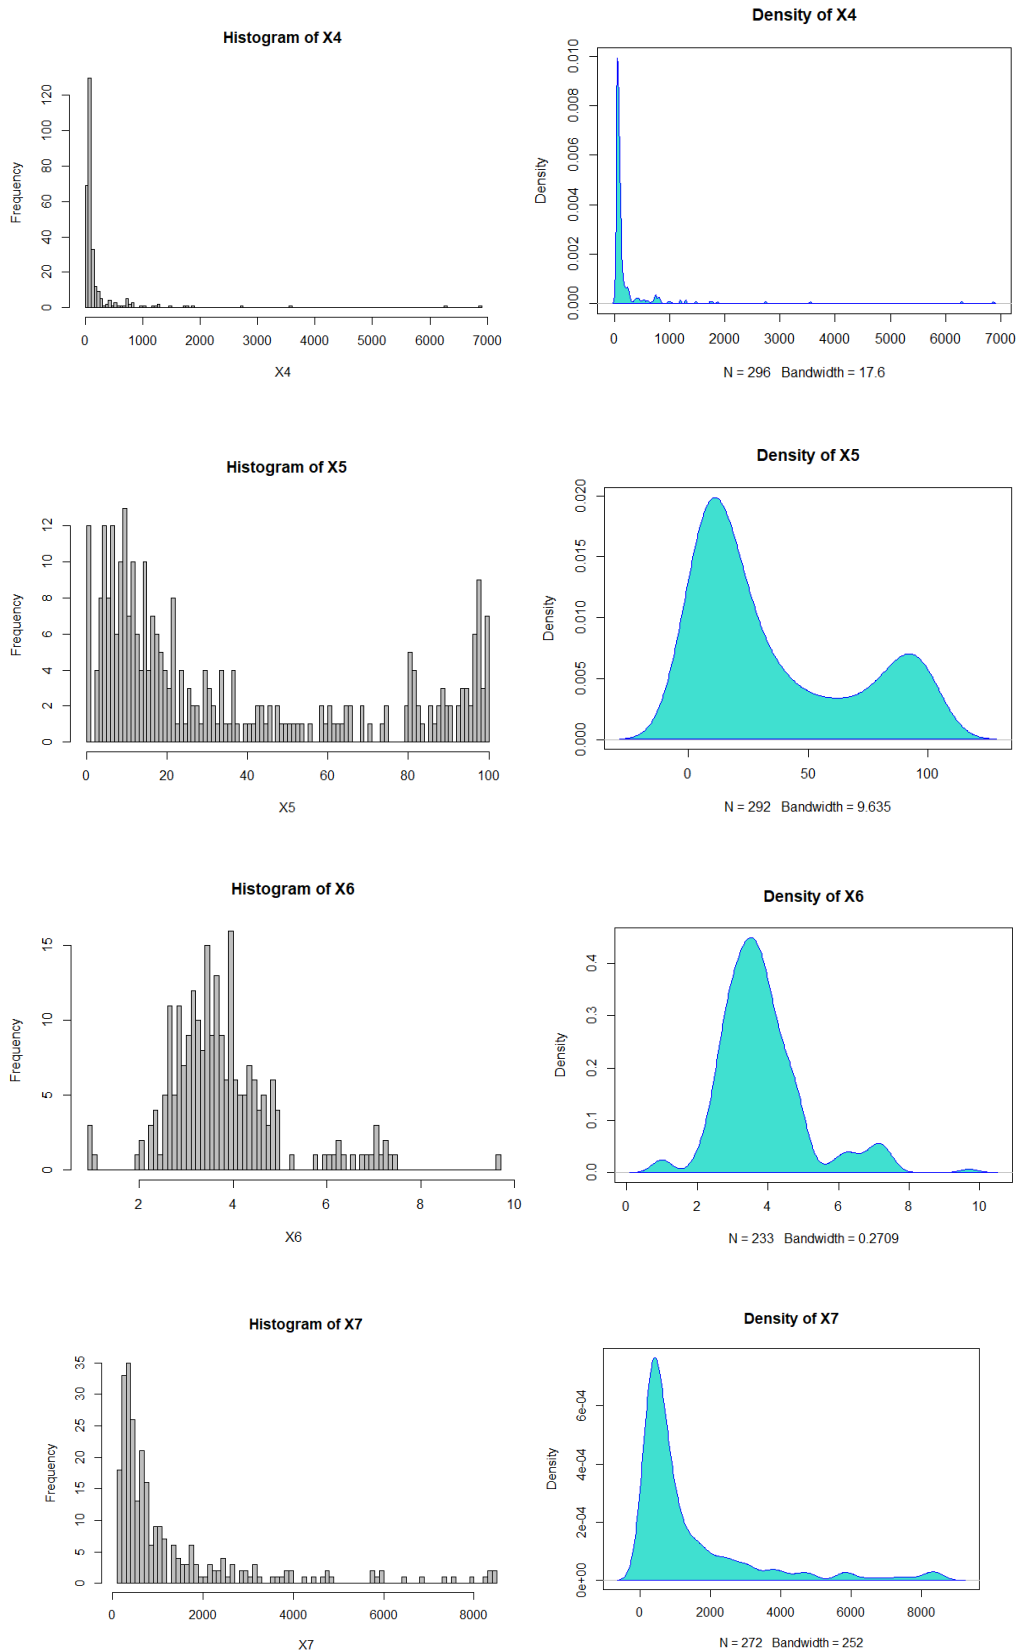 Histogram of X4
Frequency
0 20 40 60 80 100 120
0 1000 2000 3000 4000 5000 6000 7000
X4
Density of X4
Density
0.000 0.002 0.004 0.006 0.008 0.010
0 1000 2000 3000 4000 5000 6000 7000
N = 296 Bandwidth = 17.6
Histogram of X5
Frequency
0 2 4 6 8 10 12
0 20 40 60 80 100
X5
Density of X5
Density
0.000 0.005 0.010 0.015 0.020
0 50 100
N = 292 Bandwidth = 9.635
Histogram of X6
Frequency
0 5 10 15
2 4 6 8 10
X6
Density of X6
Density
0.0 0.1 0.2 0.3 0.4
0 2 4 6 8 10
N = 233 Bandwidth = 0.2709
Histogram of X7
Frequency
0 5 10 15 20 25 30 35
0 2000 4000 6000 8000
X7
Density of X7
Density
0e+00 2e-04 4e-04 6e-04
0 2000 4000 6000 8000
N = 272 Bandwidth = 252